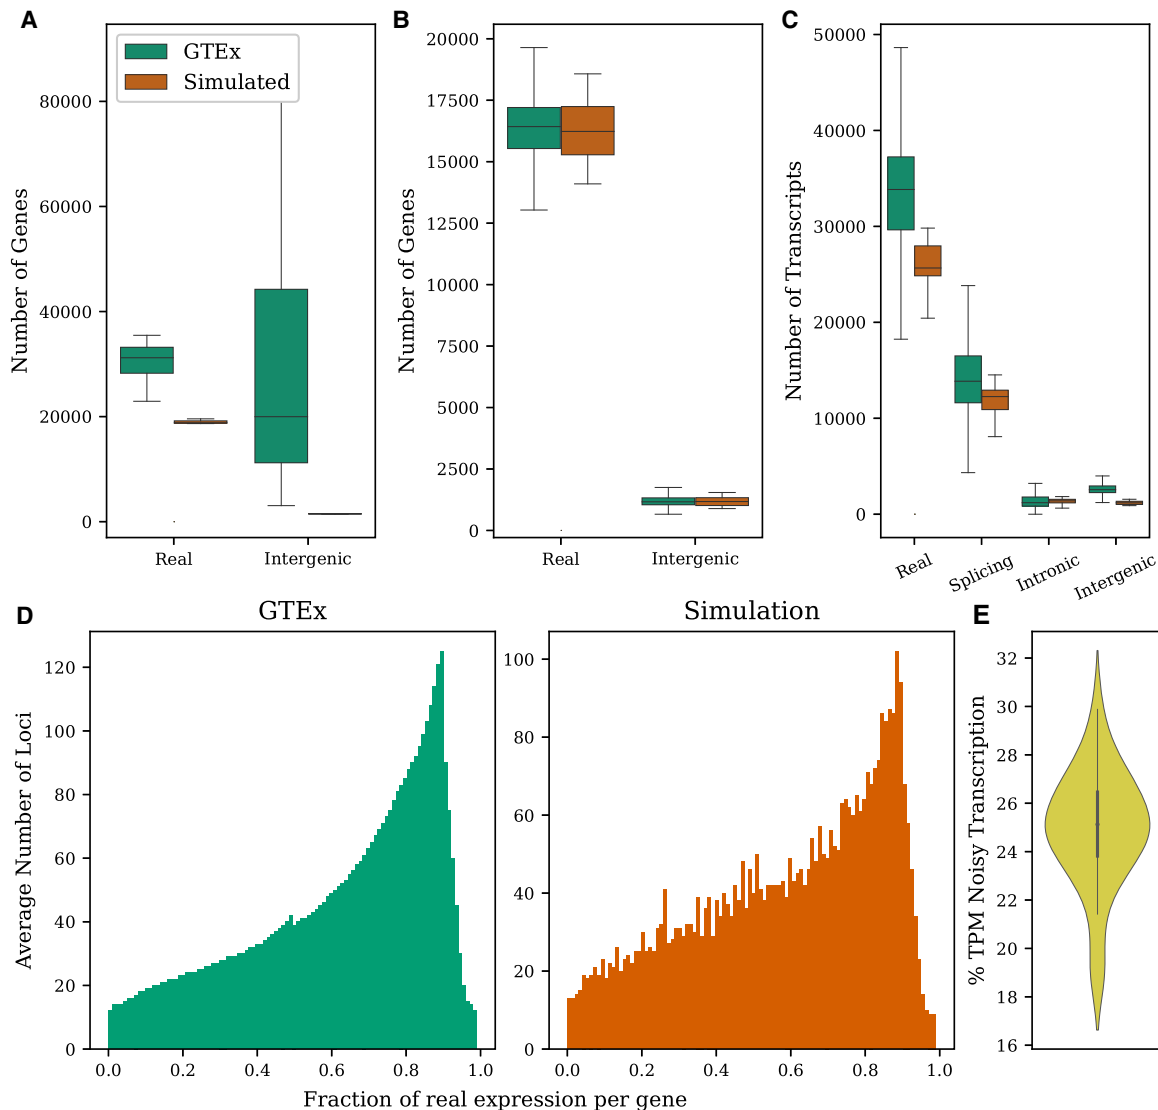 A
B
C
GTEx
Simulated
Number of Genes
80000
60000
40000
20000
0
Real
Intergenic
Number of Genes
20000
17500
15000
12500
10000
7500
5000
2500
0
Real
Intergenic
Number of Transcripts
50000
40000
30000
20000
10000
0
Real
Splicing
Intronic
Intergenic
D
GTEx
Average Number of Loci
120
100
80
60
40
20
0
0.0 0.2 0.4 0.6 0.8 1.0
Simulation
100
80
60
40
20
0
0.0 0.2 0.4 0.6 0.8 1.0
Fraction of real expression per gene
E
% TPM Noisy Transcription
32
30
28
26
24
22
20
18
16